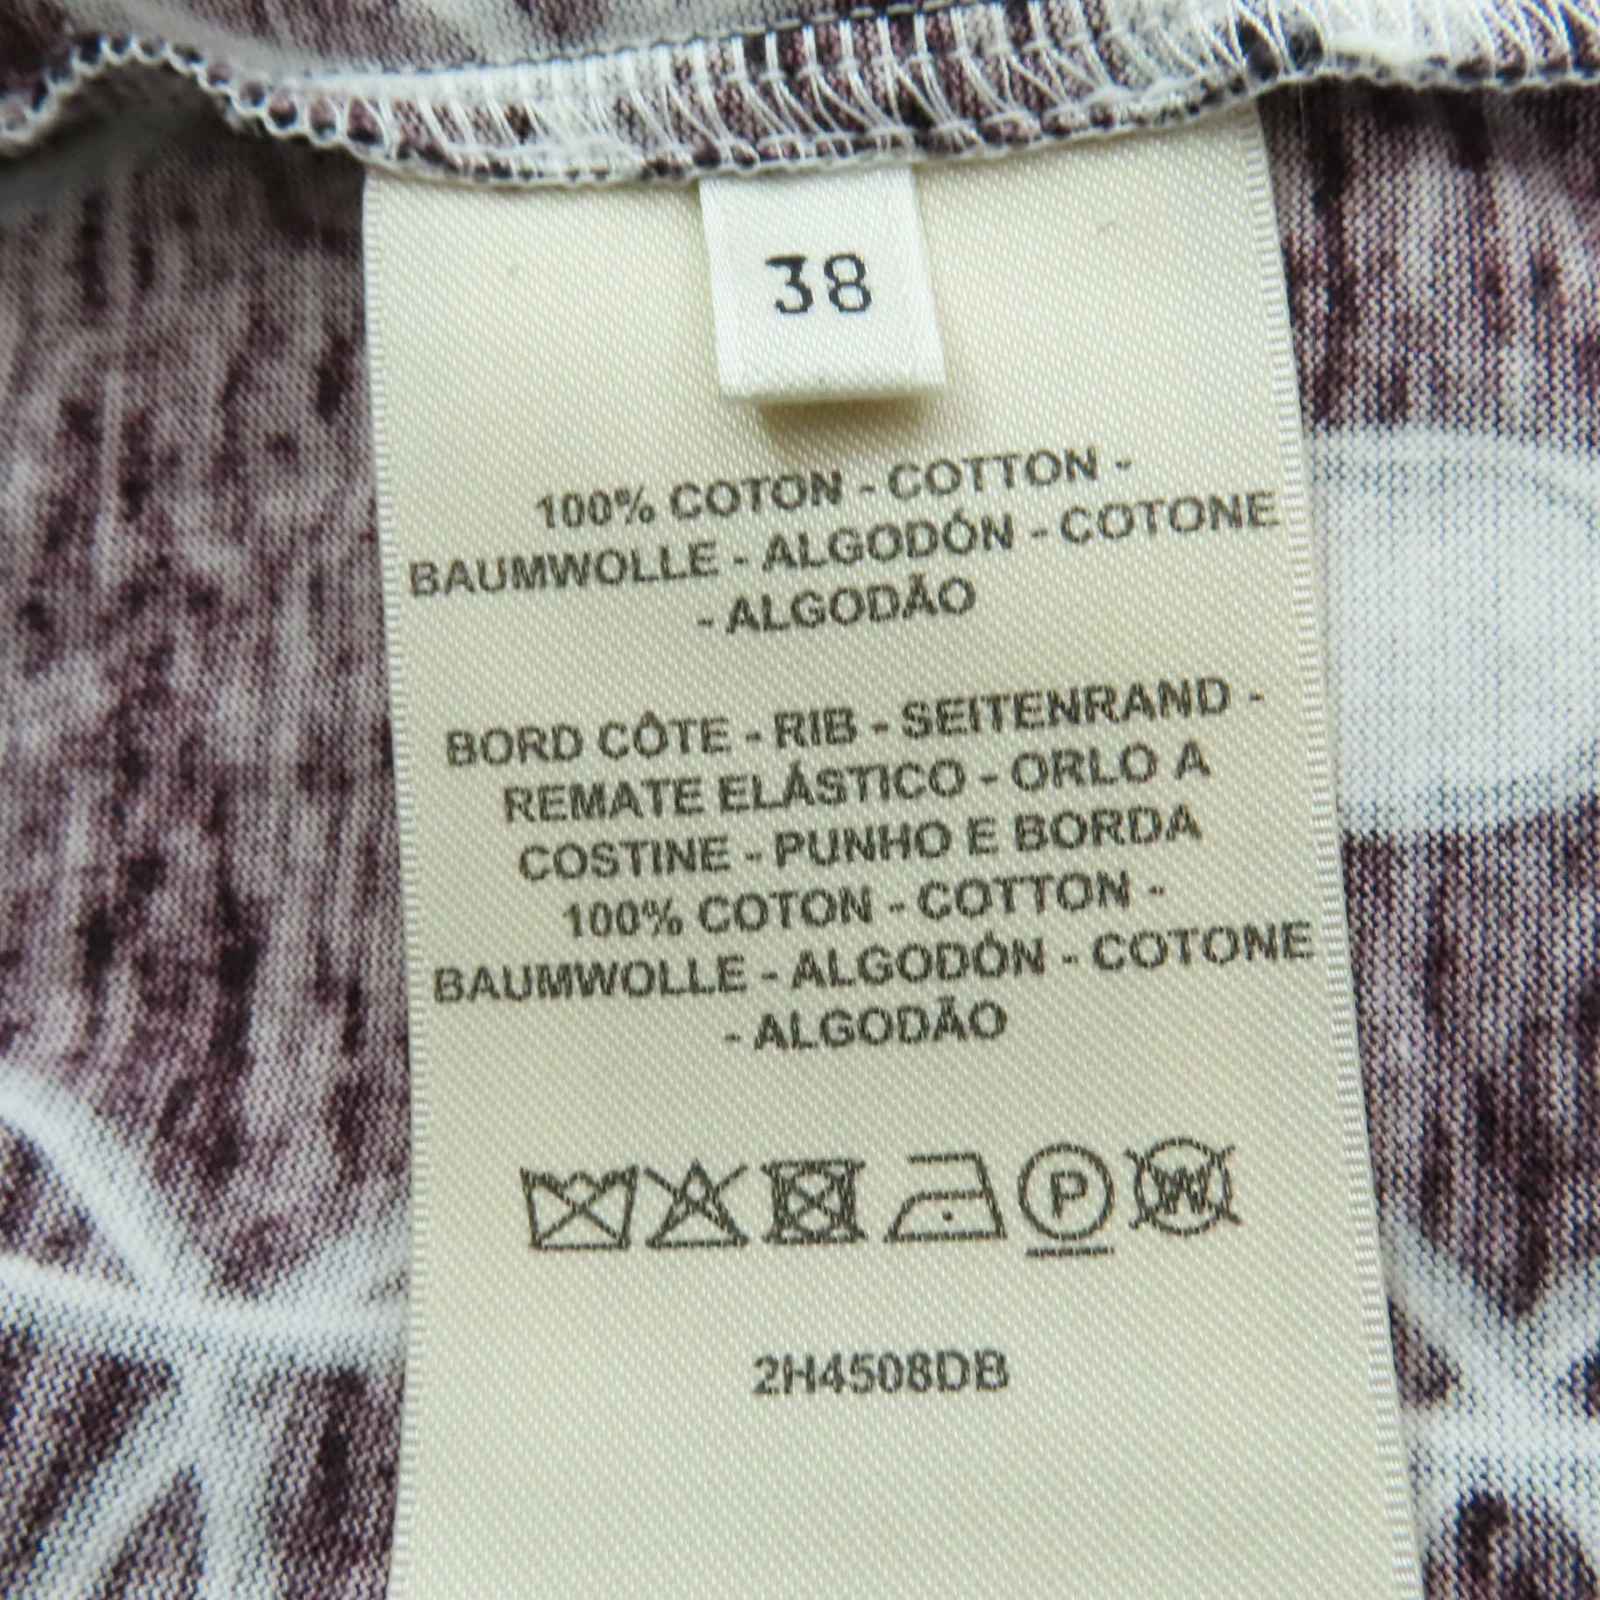 38
100% COTON - COTTON -
BAUMWOLLE - ALGODÓN - COTONE
- ALGODÃO
BORD CÔTE - RIB - SEITENRAND -
REMATE ELÁSTICO - ORLO A
COSTINE - PUNHO E BORDA
100% COTON - COTTON -
BAUMWOLLE - ALGODÓN - COTONE
- ALGODÃO
P W
2H4508DB